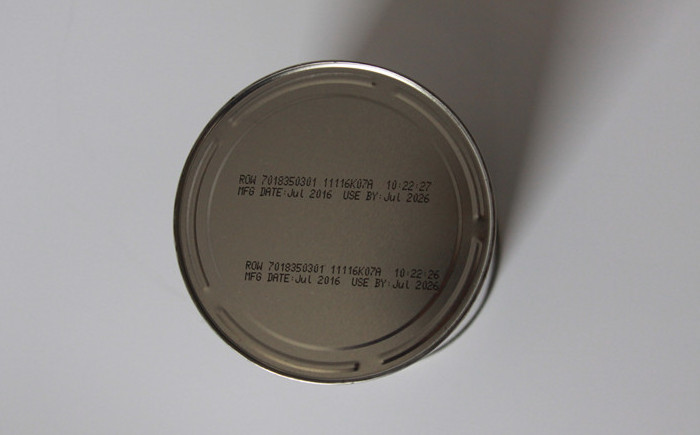 ROW 7018350301 11116K07A 10:22:27
MFG DATE:Jul 2016 USE BY:Jul 2026
ROW 7018350301 11116K07A 10:22:26
MFG DATE:Jul 2016 USE BY:Jul 2026